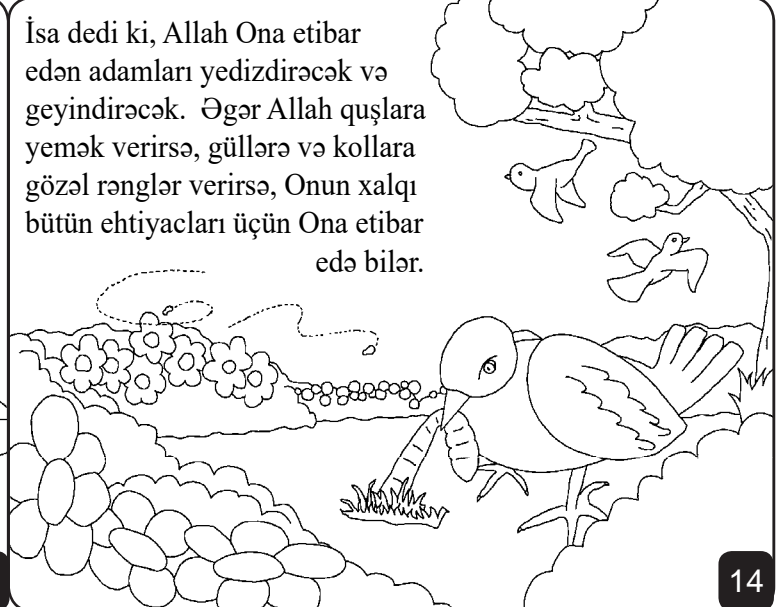 İsa dedi ki, Allah Ona etibar
edən adamları yedizdirəcək və
geyindirəcək.  Əgər Allah quşlara
yemək verirsə, güllərə və kollara
gözəl rənglər verirsə, Onun xalqı
bütün ehtiyacları üçün Ona etibar
edə bilər.
14